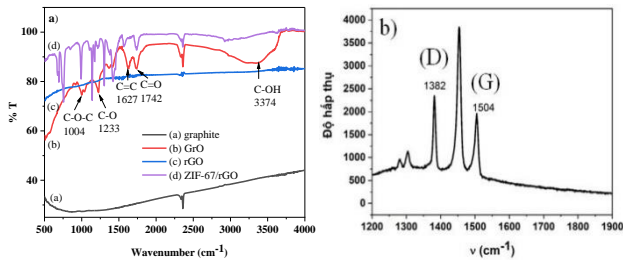 a)
(d)
(c)
(b)
(a)
C=C
1627
C=O
1742
C-OH
3374
C-O-C
1004
C-O
1233
(a) graphite
(b) GrO
(c) rGO
(d) ZIF-67/rGO
100
80
60
40
% T
500 1000 1500 2000 2500 3000 3500 4000
Wavenumber (cm⁻¹)
b)
(D)
1382
(G)
1504
4000
3500
3000
2500
2000
1500
1000
500
0
Độ hấp thụ
1200 1300 1400 1500 1600 1700 1800 1900
ν (cm⁻¹)